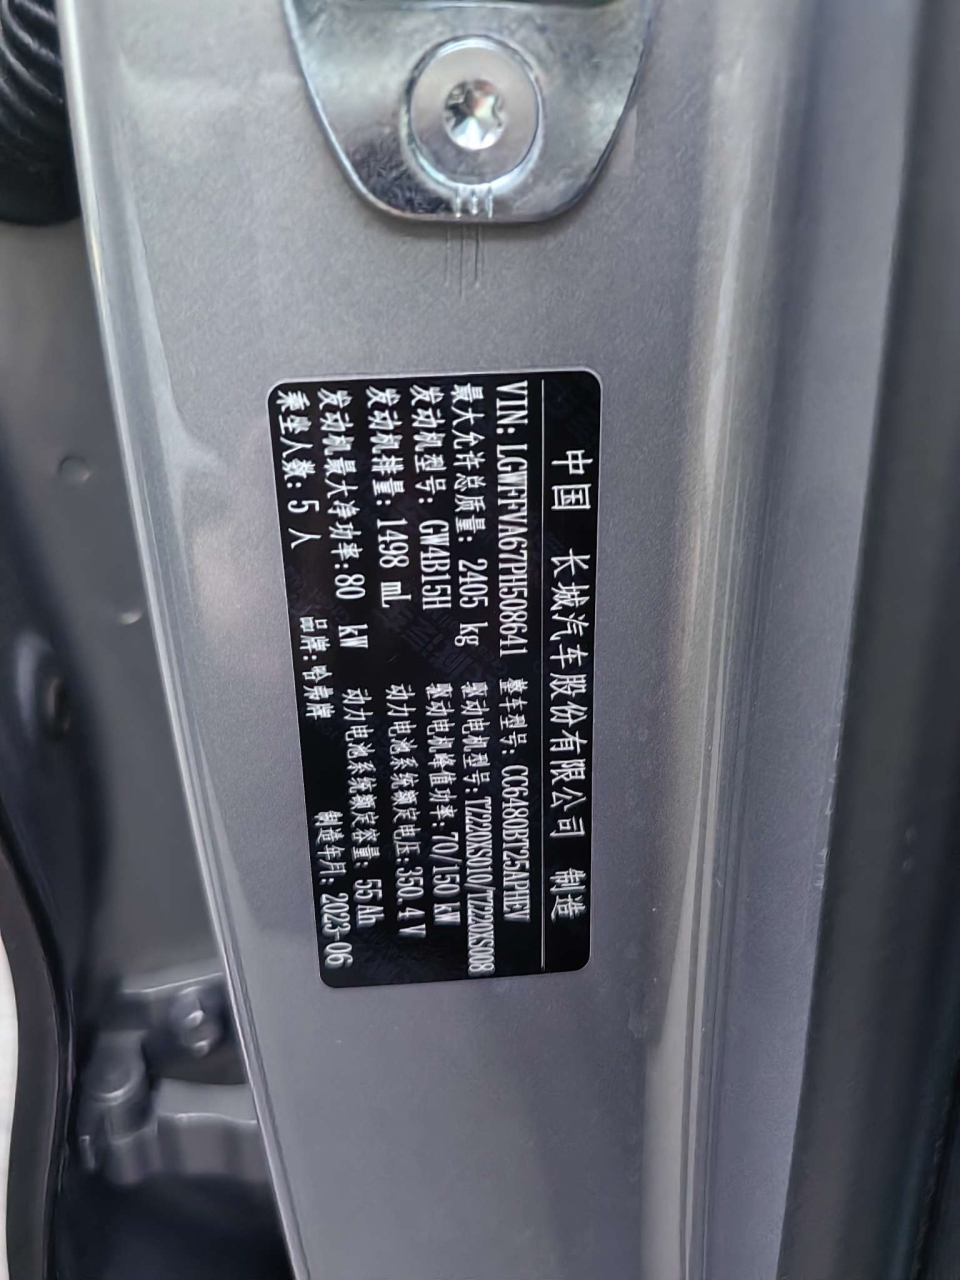 中国 长城汽车股份有限公司 制造
VIN: LGWFFVA67PH508641 整车型号: CC6480BT25APHEV
最大允许总质量: 2405 kg 驱动电机型号: TZ220XS010/TZ220XS008
发动机型号: GW4B15H 驱动电机峰值功率: 70/150 kW
发动机排量: 1498 mL 动力电池系统额定电压: 350.4 V
发动机最大净功率: 80 kW 动力电池系统额定容量: 55 Ah
乘坐人数: 5 人 品牌: 哈弗牌 制造年月: 2023-06